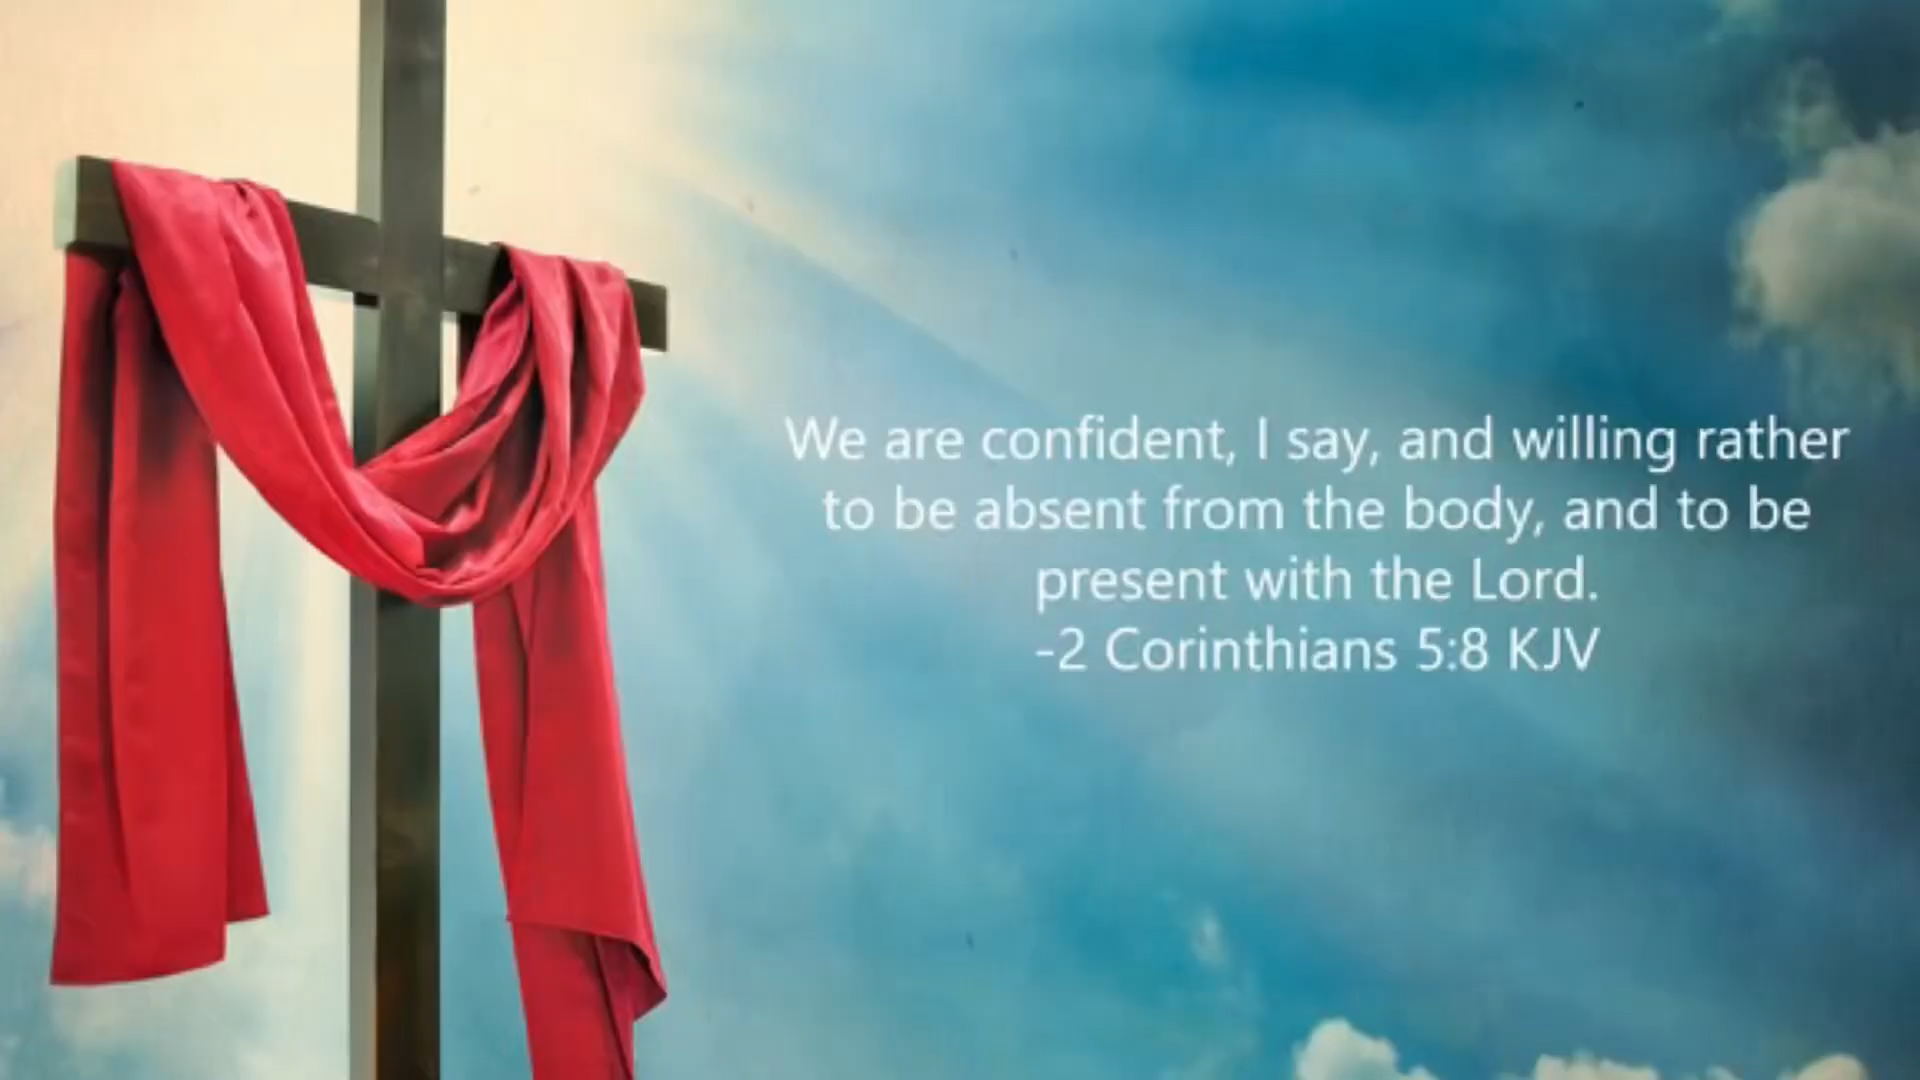 We are confident, I say, and willing rather
to be absent from the body, and to be
present with the Lord.
-2 Corinthians 5:8 KJV